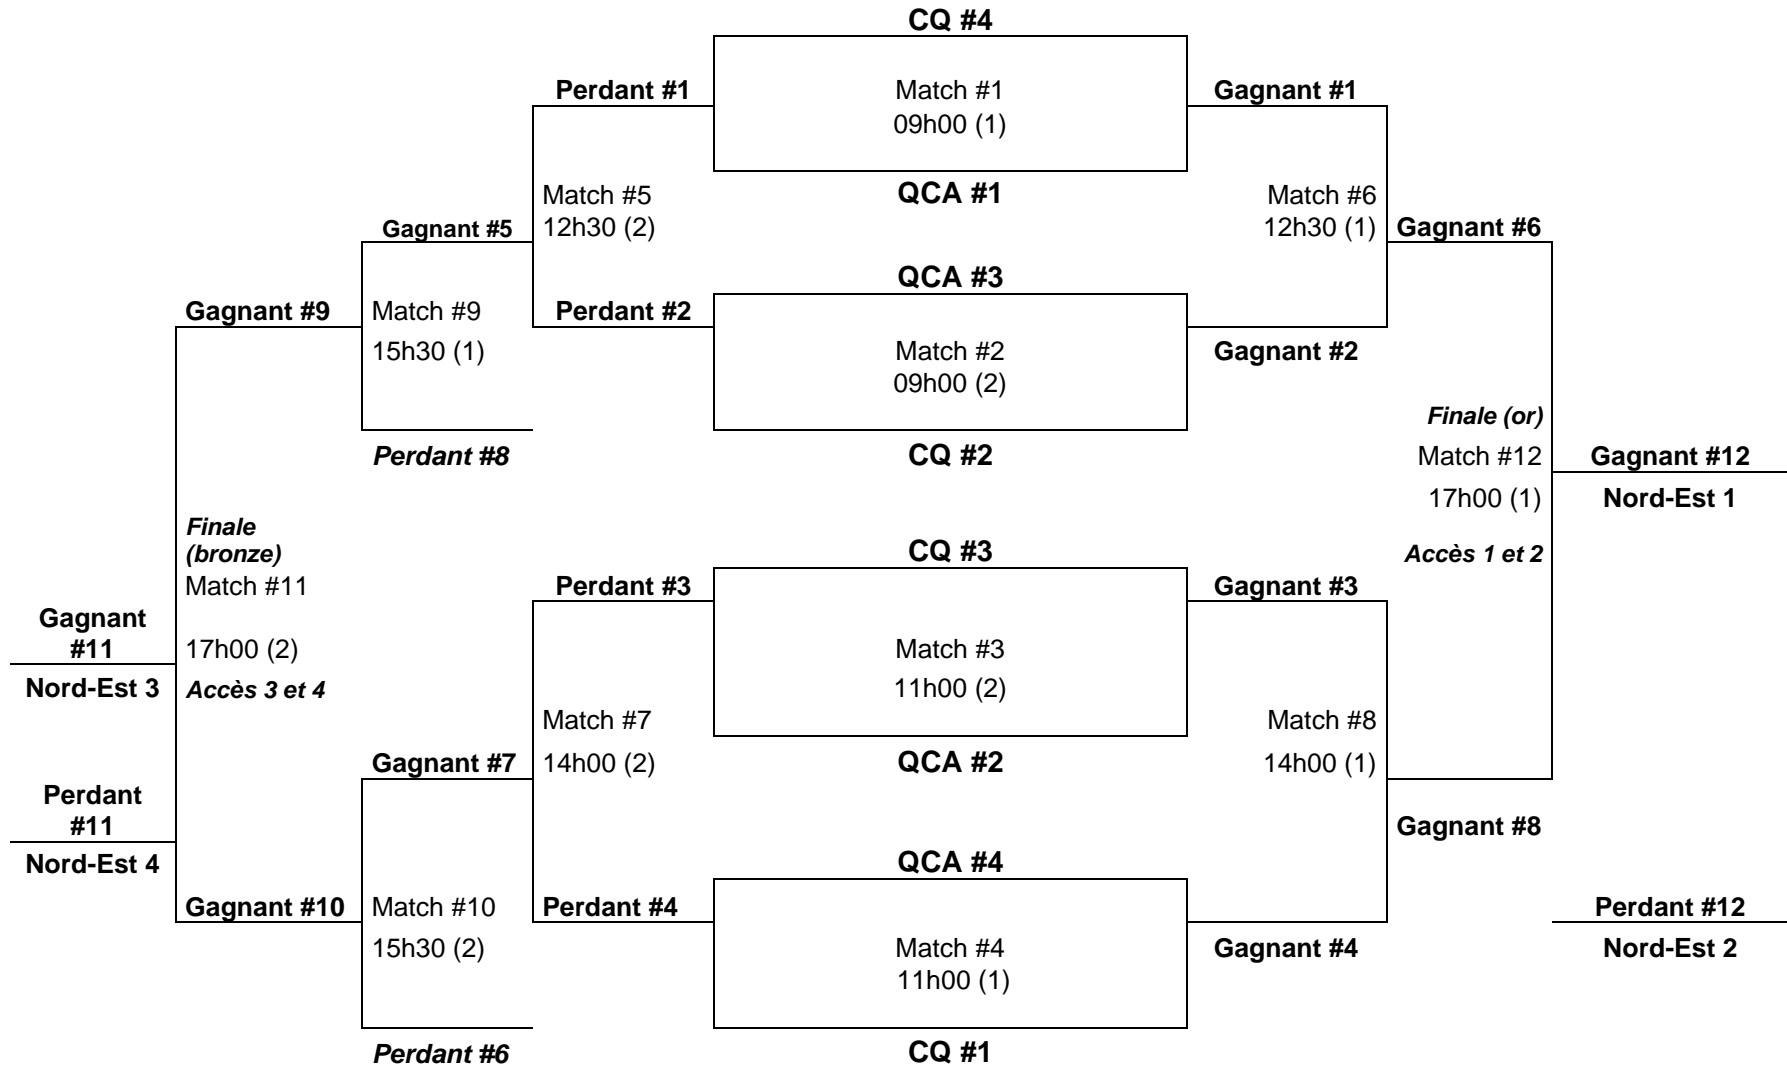 CQ #4
Perdant #1
Match #1
Gagnant #1
09h00 (1)
QCA #1
Match #5
12h30 (2)
Match #6
12h30 (1)
Gagnant #5
Gagnant #6
QCA #3
Gagnant #9
Match #9
15h30 (1)
Perdant #2
Match #2
09h00 (2)
Gagnant #2
CQ #2
Perdant #8
Finale (or)
Match #12
17h00 (1)
Accès 1 et 2
Gagnant #12
Nord-Est 1
Finale
(bronze)
Match #11
17h00 (2)
Accès 3 et 4
Gagnant
#11
Nord-Est 3
CQ #3
Perdant #3
Match #3
11h00 (2)
Gagnant #3
QCA #2
Match #7
14h00 (2)
Match #8
14h00 (1)
Gagnant #7
Perdant
#11
Nord-Est 4
Gagnant #8
QCA #4
Gagnant #10
Match #10
15h30 (2)
Perdant #4
Match #4
11h00 (1)
Gagnant #4
Perdant #12
Nord-Est 2
Perdant #6
CQ #1